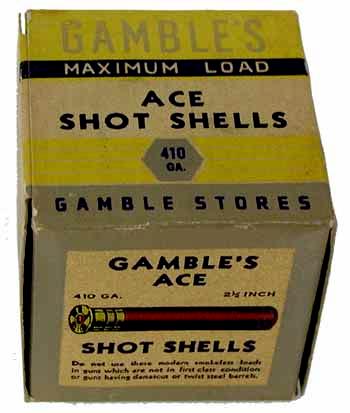 GAMBLE'S
MAXIMUM LOAD
ACE
SHOT SHELLS
410
GA.
GAMBLE STORES
GAMBLE'S
ACE
410 GA. 2½ INCH
SHOT SHELLS
Do not use these modern smokeless loads
in guns which are not in first class condition
or guns having damascus or twist steel barrels.